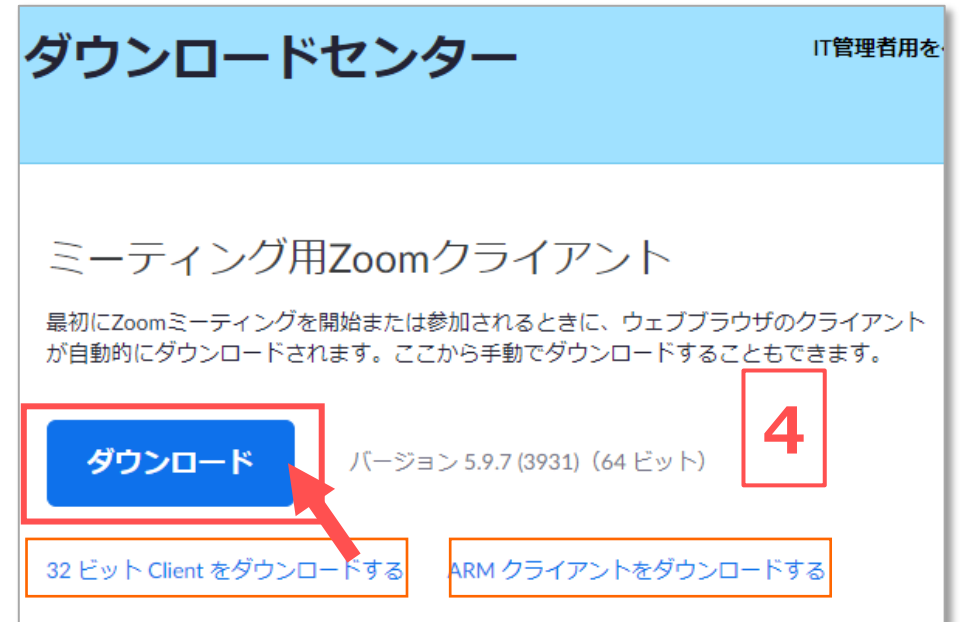 ダウンロードセンター
IT管理者用を
ミーティング用Zoomクライアント
最初にZoomミーティングを開始または参加されるときに、ウェブブラウザのクライアント
が自動的にダウンロードされます。ここから手動でダウンロードすることもできます。
4
ダウンロード
バージョン 5.9.7 (3931)（64 ビット）
32 ビット Client をダウンロードする
ARM クライアントをダウンロードする